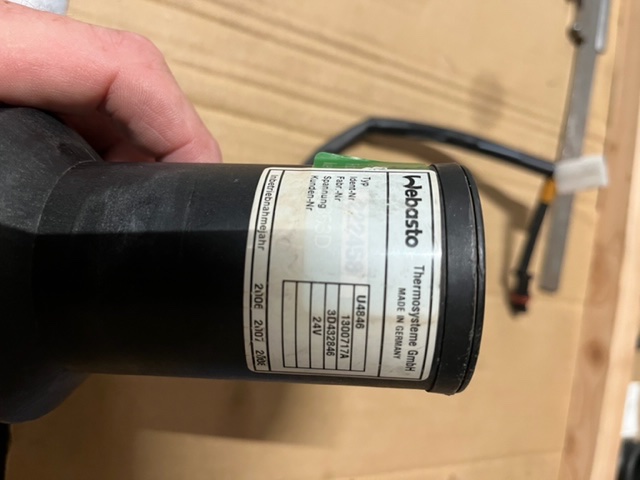 Webasto Thermosysteme GmbH
MADE IN GERMANY
Typ U4846
Ident-Nr 1300717A
Fabr.-Nr 3D432846
Spannung 24V
Kunden-Nr
Inbetriebnahmejahr 2006 2007 2008